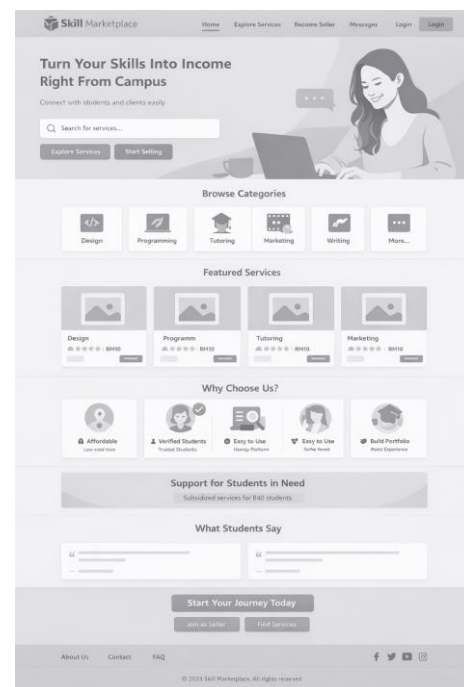 Skill Marketplace
Home Explore Services Become Seller Messages Login Login
Turn Your Skills Into Income
Right From Campus
Connect with students and clients easily
Search for services...
Explore Services Start Selling
Browse Categories
</>
Design Programming Tutoring Marketing Writing More...
Featured Services
Design Programm Tutoring Marketing
RM10 RM10 RM10 RM10
Why Choose Us?
Affordable Verified Students Easy to Use Easy to Use Build Portfolio
Trusted Students Experience
Support for Students in Need
Subsidized services for B40 students
What Students Say
“ “
Start Your Journey Today
Join as Seller Find Services
About Us Contact FAQ
© 2024 Skill Marketplace. All rights reserved